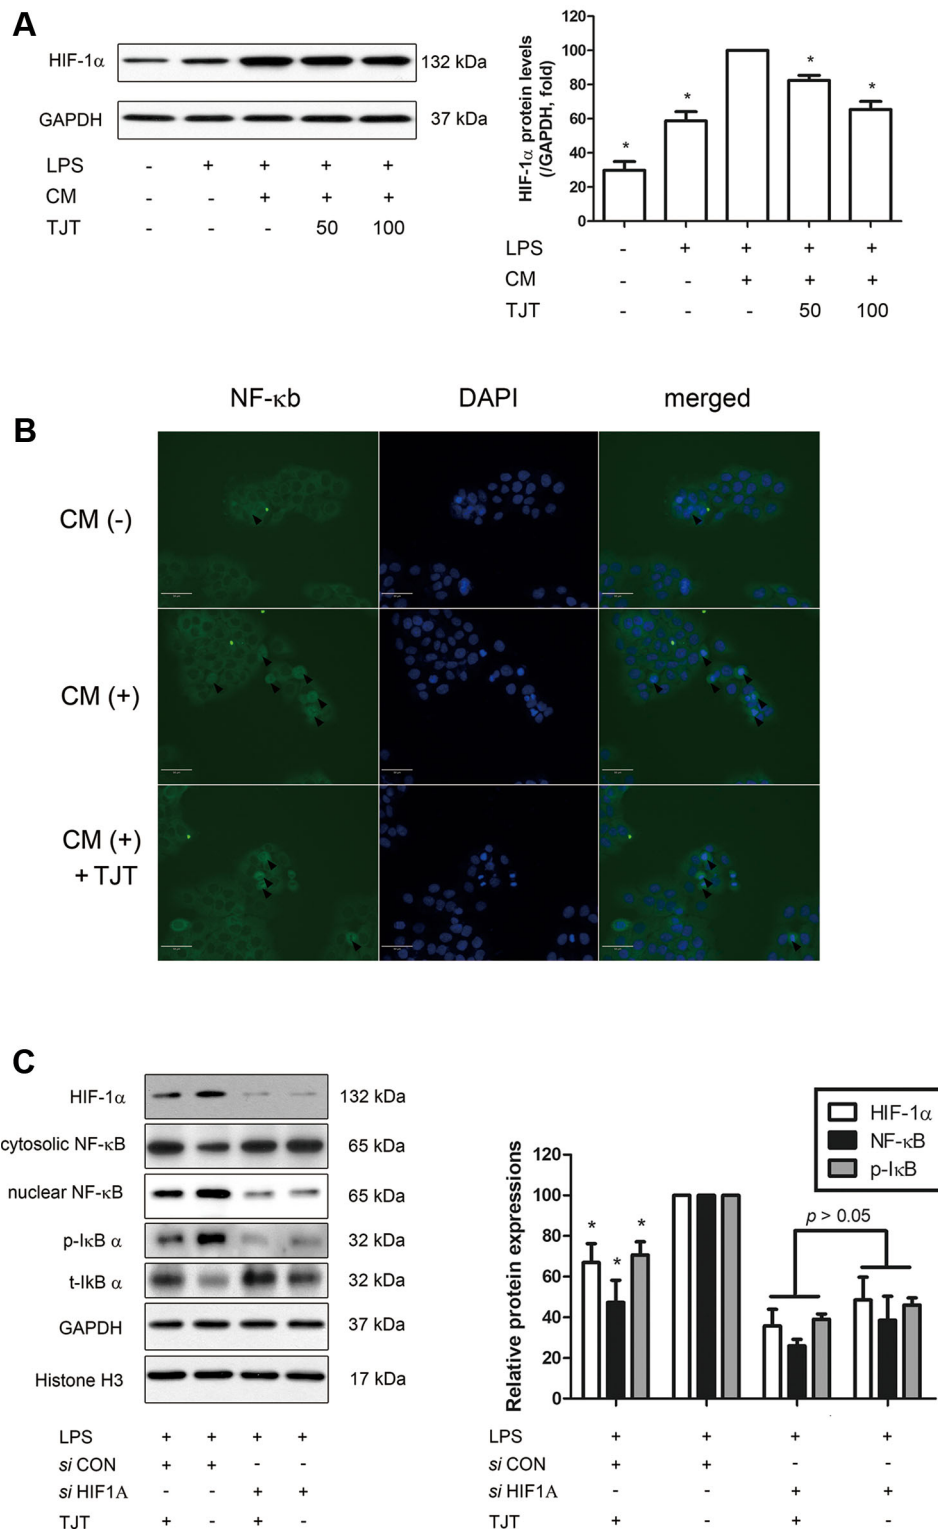 A
HIF-1α 132 kDa
GAPDH 37 kDa
LPS - + + + +
CM - - + + +
TJT - - - 50 100
HIF-1α protein levels
(/GAPDH, fold)
120
100
80
60
40
20
0
* * * *
LPS - + + + +
CM - - + + +
TJT - - - 50 100
B
NF-κb DAPI merged
CM (-)
CM (+)
CM (+)
+ TJT
C
HIF-1α 132 kDa
cytosolic NF-κB 65 kDa
nuclear NF-κB 65 kDa
p-IκB α 32 kDa
t-IkB α 32 kDa
GAPDH 37 kDa
Histone H3 17 kDa
LPS + + + +
si CON + + - -
si HIF1A - - + +
TJT + - + -
HIF-1α
NF-κB
p-IκB
Relative protein expressions
120
100
80
60
40
20
0
* * *
p > 0.05
LPS + + + +
si CON + + - -
si HIF1A - - + +
TJT + - + -